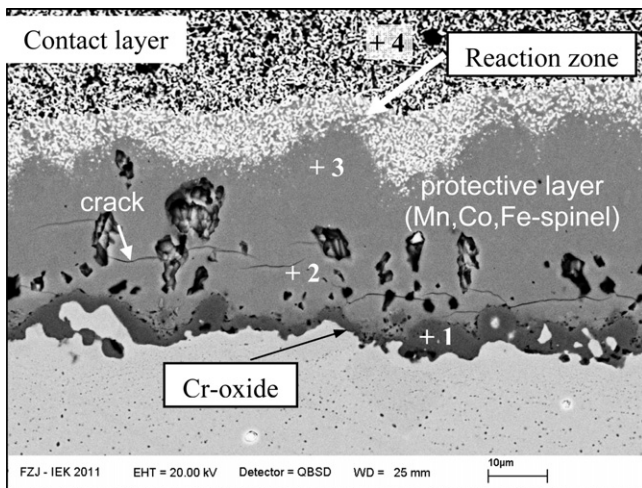 Contact layer
+ 4
Reaction zone
+ 3
protective layer
(Mn,Co,Fe-spinel)
crack
+ 2
+ 1
Cr-oxide
10µm
FZJ - IEK 2011 EHT = 20.00 kV Detector = QBSD WD = 25 mm